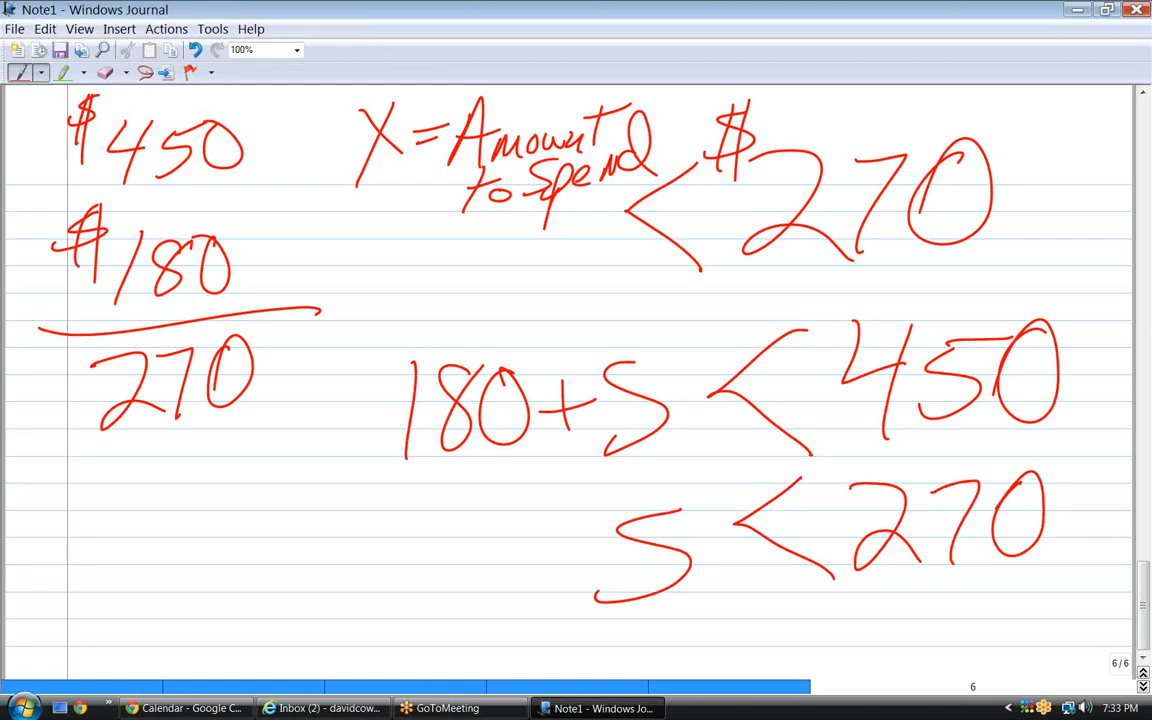 Note1 - Windows Journal
File Edit View Insert Actions Tools Help
100%
$450 X = Amount to Spend < $270
$180
270
180 + S < 450
S < 270
6/6
6
Calendar - Google C... Inbox (2) - davidcow... GoToMeeting Note1 - Windows Jo... 7:33 PM